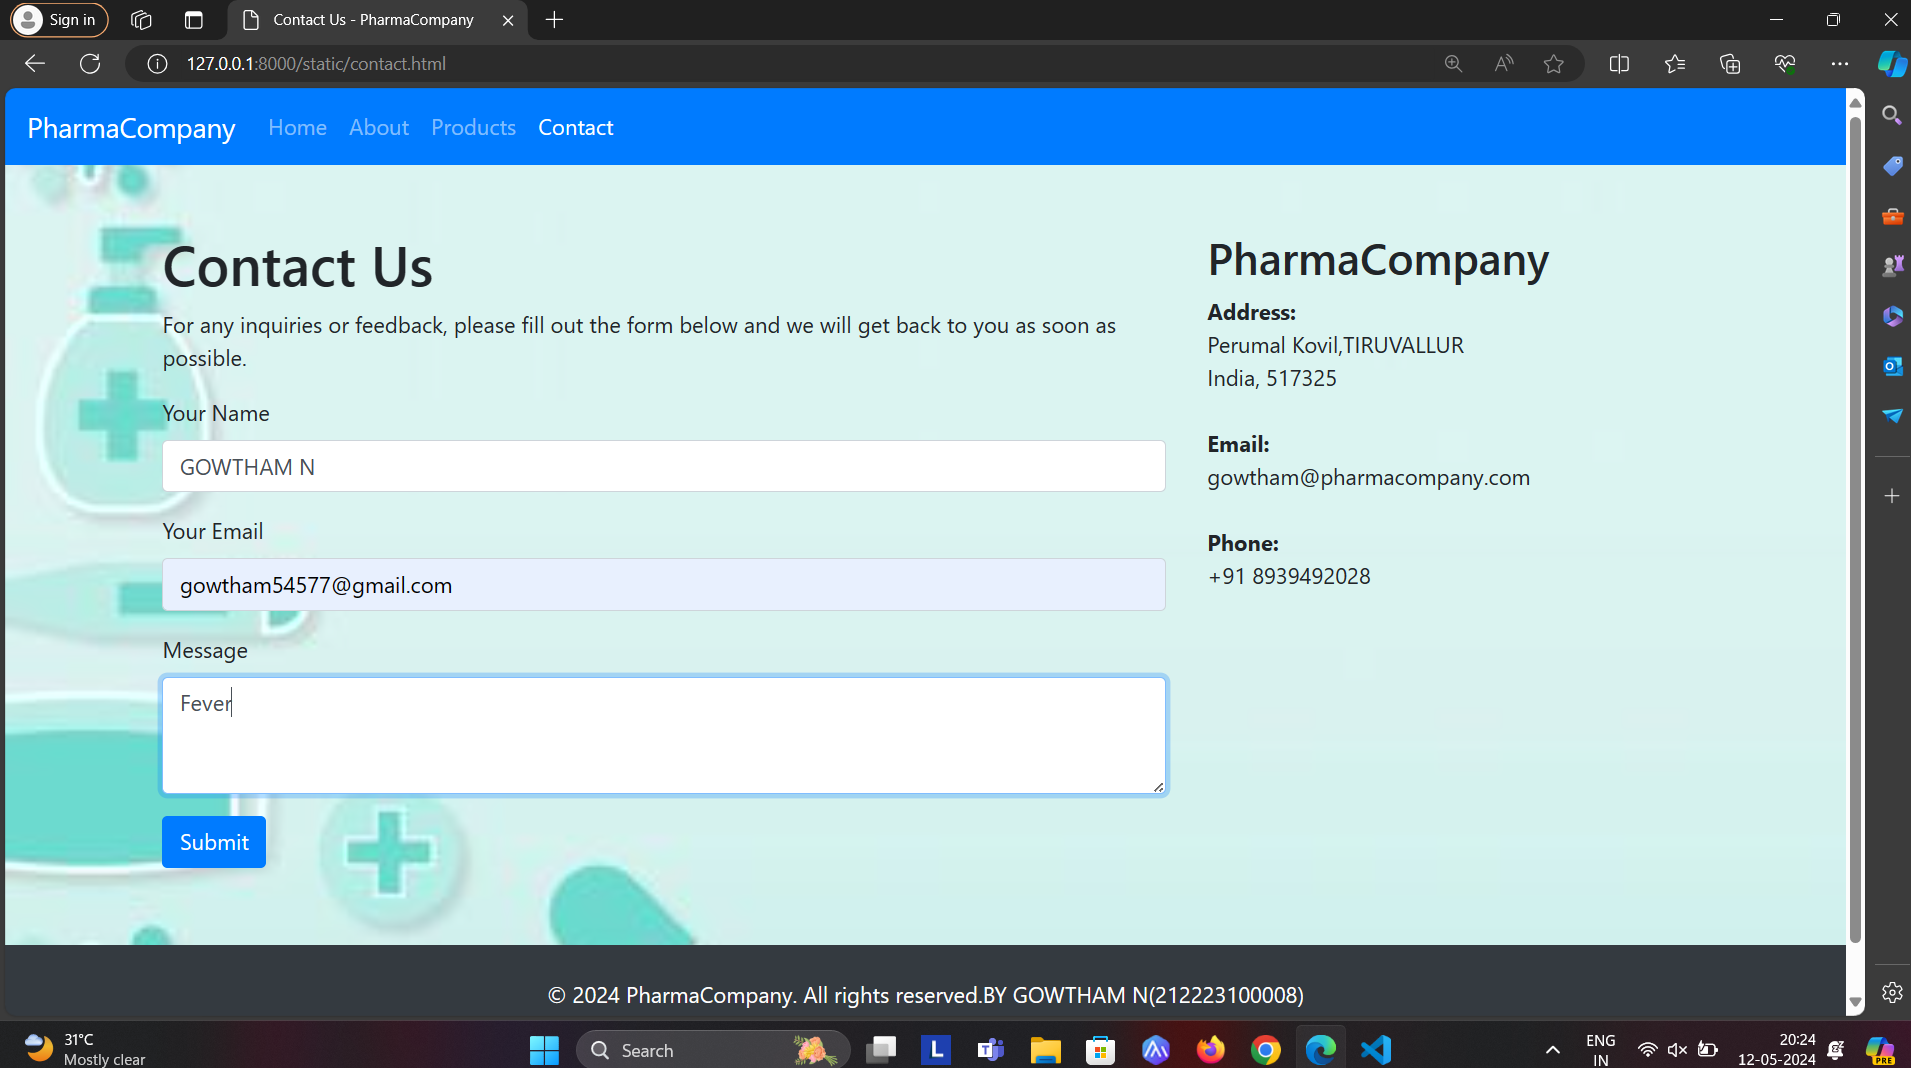 Sign in
Contact Us - PharmaCompany
127.0.0.1:8000/static/contact.html
PharmaCompany Home About Products Contact
Contact Us
For any inquiries or feedback, please fill out the form below and we will get back to you as soon as
possible.
Your Name
GOWTHAM N
Your Email
gowtham54577@gmail.com
Message
Fever
Submit
PharmaCompany
Address:
Perumal Kovil,TIRUVALLUR
India, 517325
Email:
gowtham@pharmacompany.com
Phone:
+91 8939492028
© 2024 PharmaCompany. All rights reserved.BY GOWTHAM N(212223100008)
31°C
Mostly clear
Search
L
ENG
IN
20:24
12-05-2024
PRE